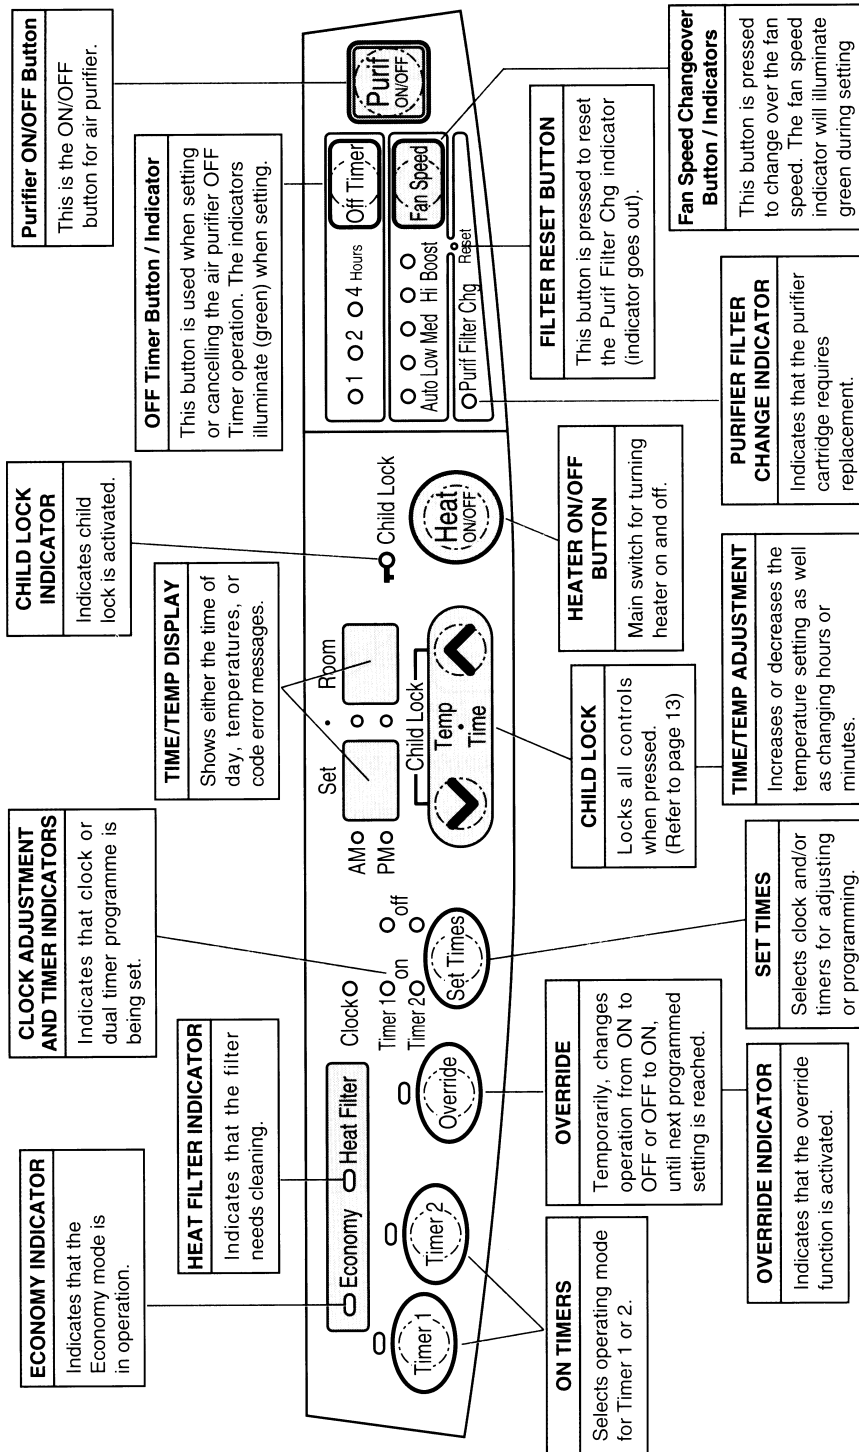 ECONOMY INDICATOR
Indicates that the
Economy mode is
in operation.
HEAT FILTER INDICATOR
Indicates that the filter
needs cleaning.
CLOCK ADJUSTMENT
AND TIMER INDICATORS
Indicates that clock or
dual timer programme is
being set.
TIME/TEMP DISPLAY
Shows either the time of
day, temperatures, or
code error messages.
CHILD LOCK
INDICATOR
Indicates child
lock is activated.
OFF Timer Button / Indicator
This button is used when setting
or cancelling the air purifier OFF
Timer operation. The indicators
illuminate (green) when setting.
Purifier ON/OFF Button
This is the ON/OFF
button for air purifier.
Economy
Heat Filter
Timer 1
Timer 2
Override
Clock
Timer 1 on off
Timer 2
Set Times
AM
PM
Set
Room
Child Lock
Temp
Time
Child Lock
Heat
ON/OFF
1 2 4 Hours
Off Timer
Auto Low Med Hi Boost
Fan Speed
Purif Filter Chg
Reset
Purif
ON/OFF
ON TIMERS
Selects operating mode
for Timer 1 or 2.
OVERRIDE
Temporarily, changes
operation from ON to
OFF or OFF to ON,
until next programmed
setting is reached.
OVERRIDE INDICATOR
Indicates that the override
function is activated.
SET TIMES
Selects clock and/or
timers for adjusting
or programming.
CHILD LOCK
Locks all controls
when pressed.
(Refer to page 13)
TIME/TEMP ADJUSTMENT
Increases or decreases the
temperature setting as well
as changing hours or
minutes.
HEATER ON/OFF
BUTTON
Main switch for turning
heater on and off.
PURIFIER FILTER
CHANGE INDICATOR
Indicates that the purifier
cartridge requires
replacement.
FILTER RESET BUTTON
This button is pressed to reset
the Purif Filter Chg indicator
(indicator goes out).
Fan Speed Changeover
Button / Indicators
This button is pressed
to change over the fan
speed. The fan speed
indicator will illuminate
green during setting